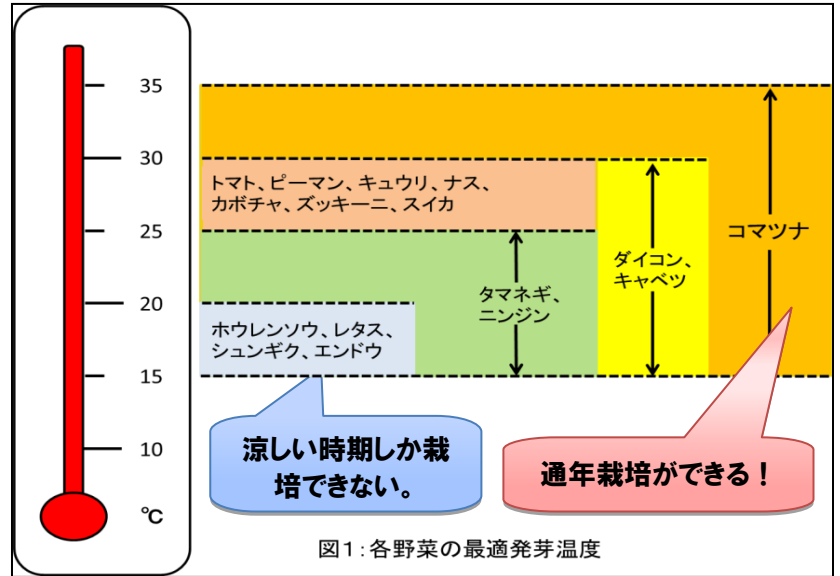 35
30
25
20
15
10
℃
トマト、ピーマン、キュウリ、ナス、
カボチャ、ズッキーニ、スイカ
ホウレンソウ、レタス、
シュンギク、エンドウ
タマネギ、
ニンジン
ダイコン、
キャベツ
コマツナ
涼しい時期しか栽
培できない。
通年栽培ができる！
図１：各野菜の最適発芽温度